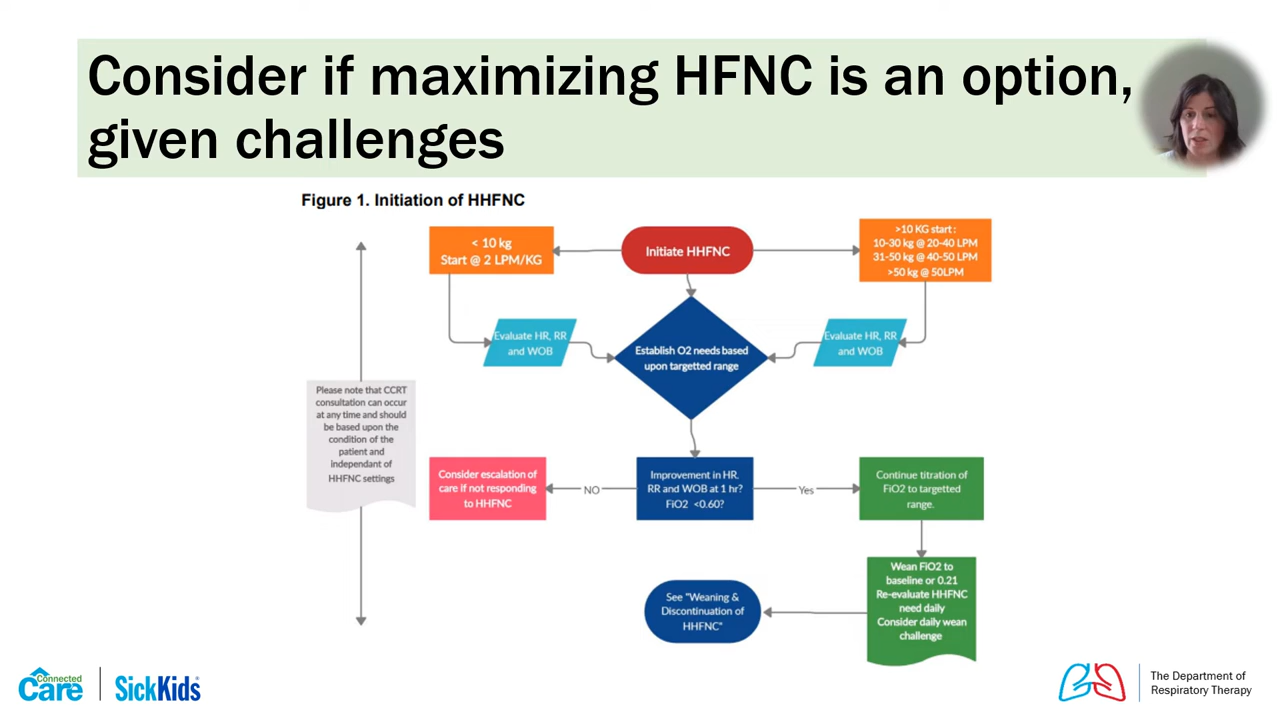 Consider if maximizing HFNC is an option,
given challenges
Figure 1. Initiation of HHFNC
< 10 kg
Start @ 2 LPM/KG
Initiate HHFNC
>10 KG start :
10-30 kg @ 20-40 LPM
31-50 kg @ 40-50 LPM
>50 kg @ 50LPM
Evaluate HR, RR
and WOB
Establish O2 needs based
upon targetted range
Evaluate HR, RR
and WOB
Please note that CCRT
consultation can occur
at any time and should
be based upon the
condition of the
patient and
independant of
HHFNC settings
Consider escalation of
care if not responding
to HHFNC
NO
Improvement in HR.
RR and WOB at 1 hr?
FiO2 <0.60?
Yes
Continue titration of
FiO2 to targetted
range.
Wean FiO2 to
baseline or 0.21
Re-evaluate HHFNC
need daily
Consider daily wean
challenge
See "Weaning &
Discontinuation of
HHFNC"
Connected
Care
SickKids
The Department of
Respiratory Therapy